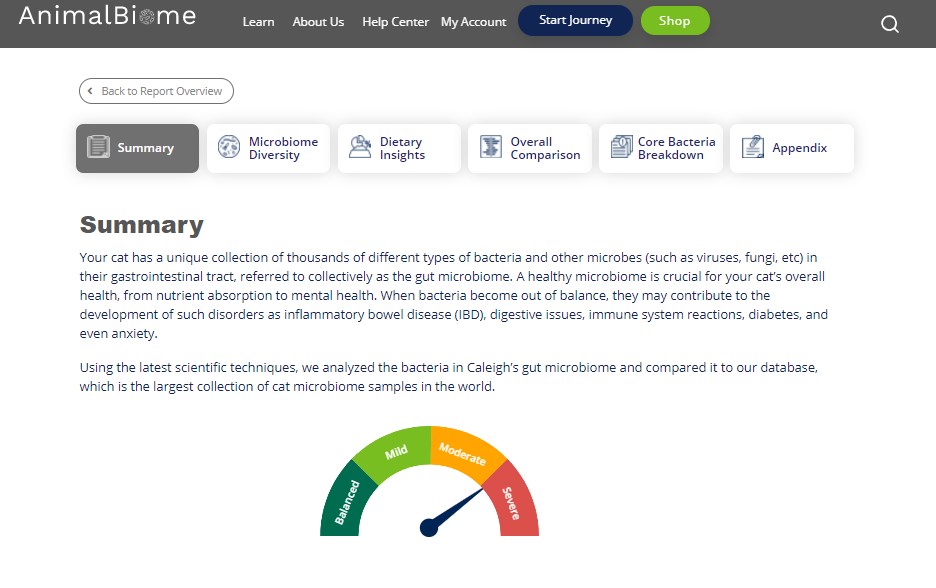 AnimalBiome
Learn
About Us
Help Center
My Account
Start Journey
Shop
Back to Report Overview
Summary
Microbiome
Diversity
Dietary
Insights
Overall
Comparison
Core Bacteria
Breakdown
Appendix
Summary
Your cat has a unique collection of thousands of different types of bacteria and other microbes (such as viruses, fungi, etc) in
their gastrointestinal tract, referred to collectively as the gut microbiome. A healthy microbiome is crucial for your cat's overall
health, from nutrient absorption to mental health. When bacteria become out of balance, they may contribute to the
development of such disorders as inflammatory bowel disease (IBD), digestive issues, immune system reactions, diabetes, and
even anxiety.
Using the latest scientific techniques, we analyzed the bacteria in Caleigh's gut microbiome and compared it to our database,
which is the largest collection of cat microbiome samples in the world.
Balanced
Mild
Moderate
Severe